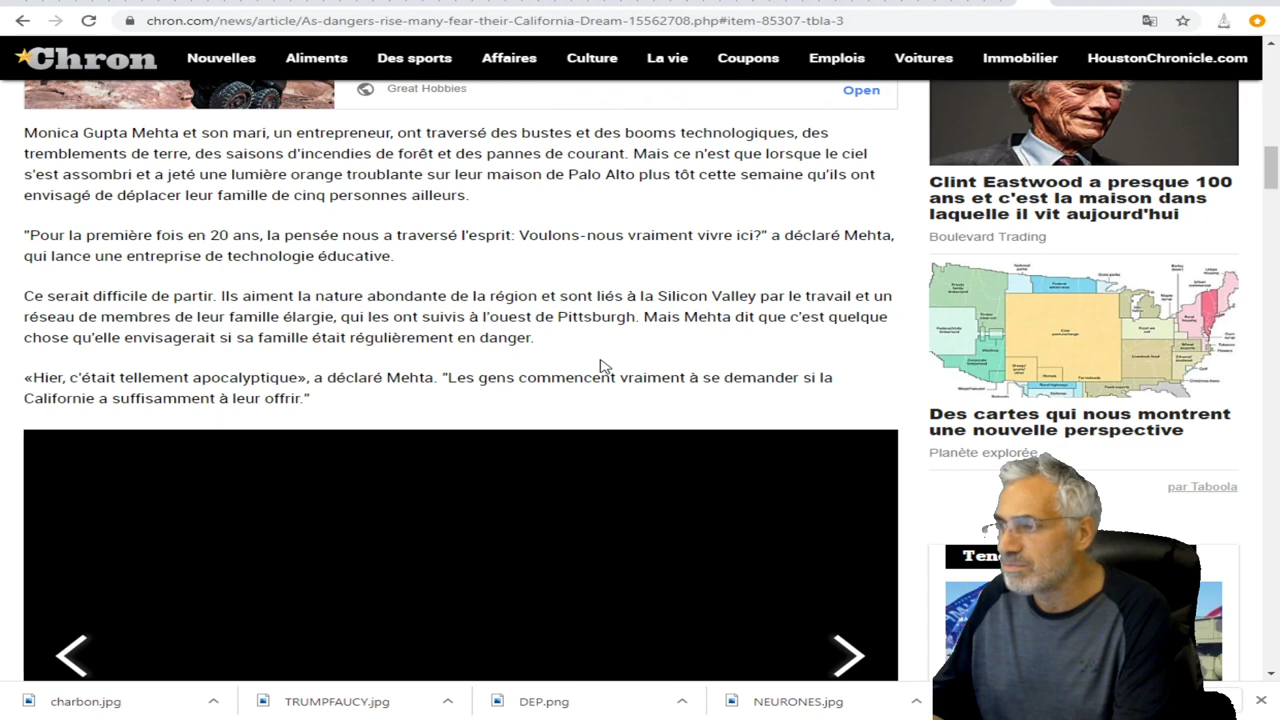 chron.com/news/article/As-dangers-rise-many-fear-their-California-Dream-15562708.php#item-85307-tbla-3
Chron
Nouvelles
Aliments
Des sports
Affaires
Culture
La vie
Coupons
Emplois
Voitures
Immobilier
HoustonChronicle.com
Great Hobbies
Open
Monica Gupta Mehta et son mari, un entrepreneur, ont traversé des bustes et des booms technologiques, des
tremblements de terre, des saisons d'incendies de forêt et des pannes de courant. Mais ce n'est que lorsque le ciel
s'est assombri et a jeté une lumière orange troublante sur leur maison de Palo Alto plus tôt cette semaine qu'ils ont
envisagé de déplacer leur famille de cinq personnes ailleurs.
"Pour la première fois en 20 ans, la pensée nous a traversé l'esprit: Voulons-nous vraiment vivre ici?" a déclaré Mehta,
qui lance une entreprise de technologie éducative.
Ce serait difficile de partir. Ils aiment la nature abondante de la région et sont liés à la Silicon Valley par le travail et un
réseau de membres de leur famille élargie, qui les ont suivis à l'ouest de Pittsburgh. Mais Mehta dit que c'est quelque
chose qu'elle envisagerait si sa famille était régulièrement en danger.
«Hier, c'était tellement apocalyptique», a déclaré Mehta. "Les gens commencent vraiment à se demander si la
Californie a suffisamment à leur offrir."
Clint Eastwood a presque 100
ans et c'est la maison dans
laquelle il vit aujourd'hui
Boulevard Trading
Des cartes qui nous montrent
une nouvelle perspective
Planète explorée
par Taboola
charbon.jpg
TRUMPFAUCY.jpg
DEP.png
NEURONES.jpg